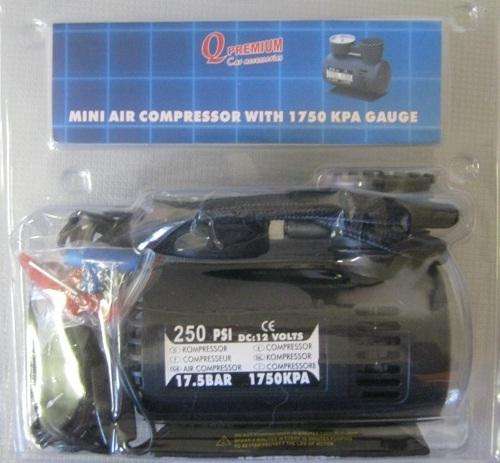 Q PREMIUM
Car accessories
MINI AIR COMPRESSOR WITH 1750 KPA GAUGE
250 PSI CE DC:12 VOLTS
KOMPRESSOR COMPRESSOR
COMPRESSEUR KOMPRESSOR
AIR COMPRESSOR COMPRESSORE
17.5BAR 1750KPA